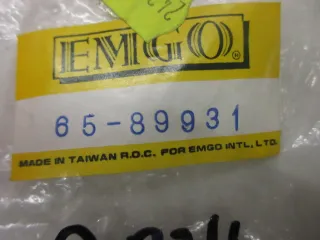 EMGO®
65-89931
MADE IN TAIWAN R.O.C. FOR EMGO INTL, LTD.